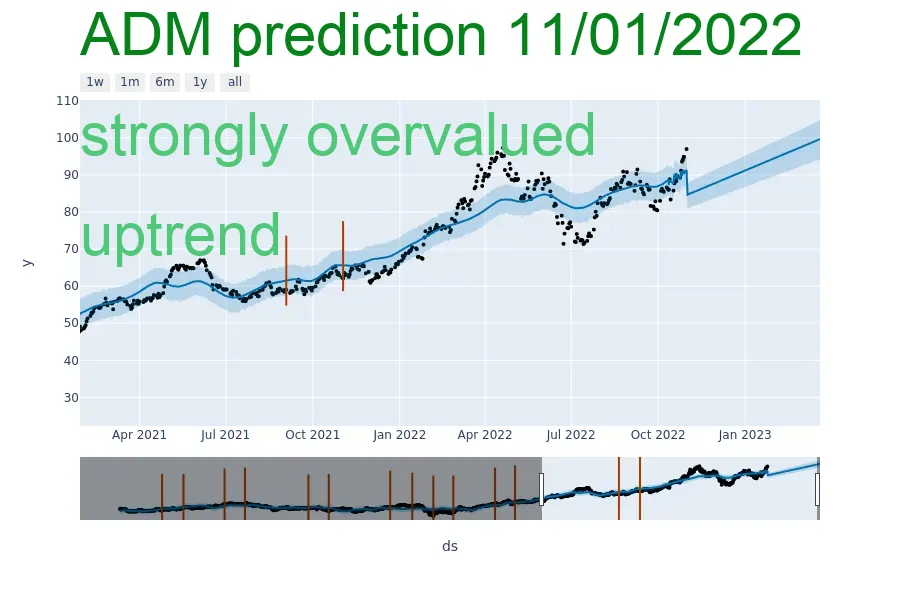 ADM prediction 11/01/2022
1w 1m 6m 1y all
110
strongly overvalued
100
90
80
uptrend
70
y
60
50
40
30
Apr 2021 Jul 2021 Oct 2021 Jan 2022 Apr 2022 Jul 2022 Oct 2022 Jan 2023
ds